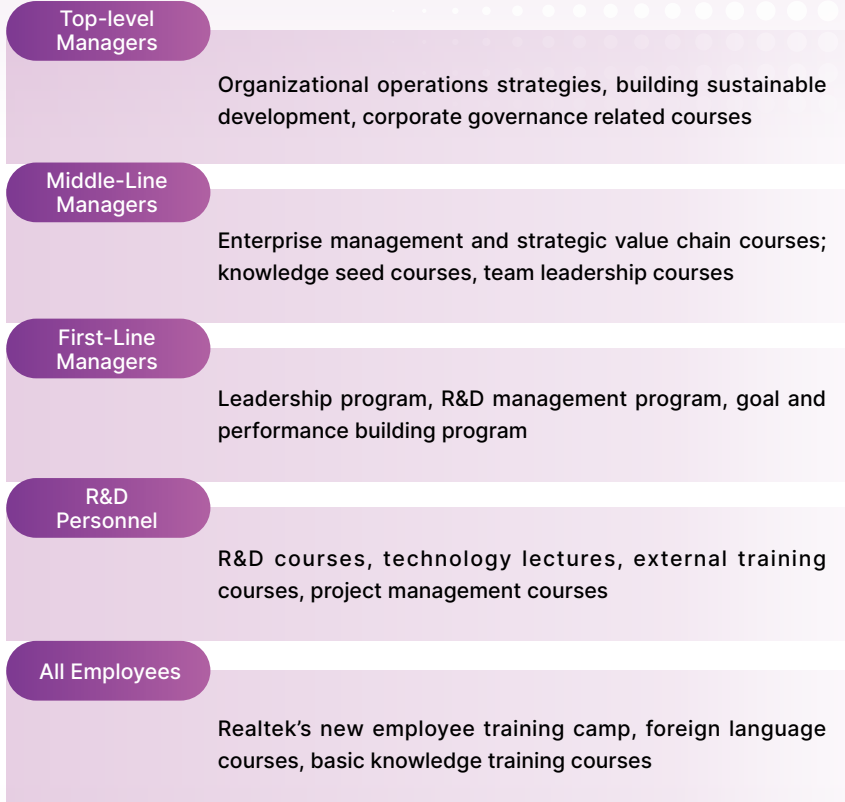 Top-level
Managers
Organizational operations strategies, building sustainable
development, corporate governance related courses
Middle-Line
Managers
Enterprise management and strategic value chain courses;
knowledge seed courses, team leadership courses
First-Line
Managers
Leadership program, R&D management program, goal and
performance building program
R&D
Personnel
R&D courses, technology lectures, external training
courses, project management courses
All Employees
Realtek’s new employee training camp, foreign language
courses, basic knowledge training courses